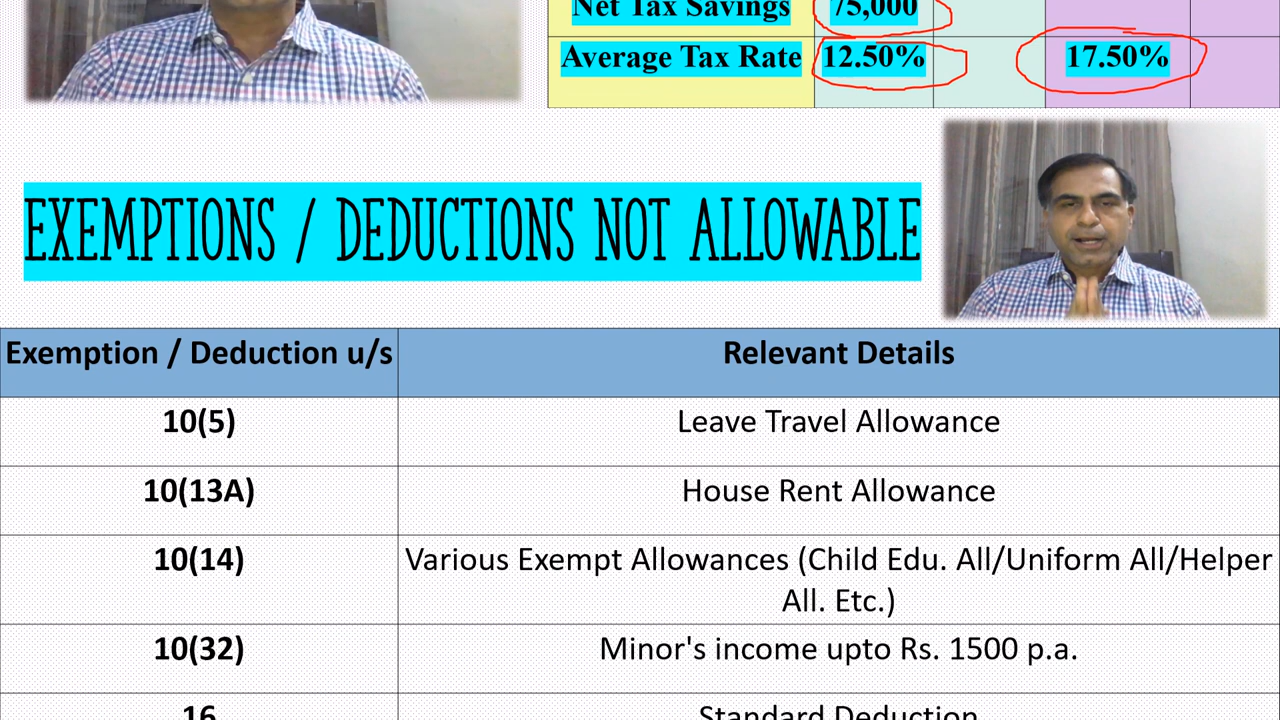 Net Tax Savings 75,000
Average Tax Rate 12.50% 17.50%
EXEMPTIONS / DEDUCTIONS NOT ALLOWABLE
Exemption / Deduction u/s Relevant Details
10(5) Leave Travel Allowance
10(13A) House Rent Allowance
10(14) Various Exempt Allowances (Child Edu. All/Uniform All/Helper
All. Etc.)
10(32) Minor's income upto Rs. 1500 p.a.
16 Standard Deduction